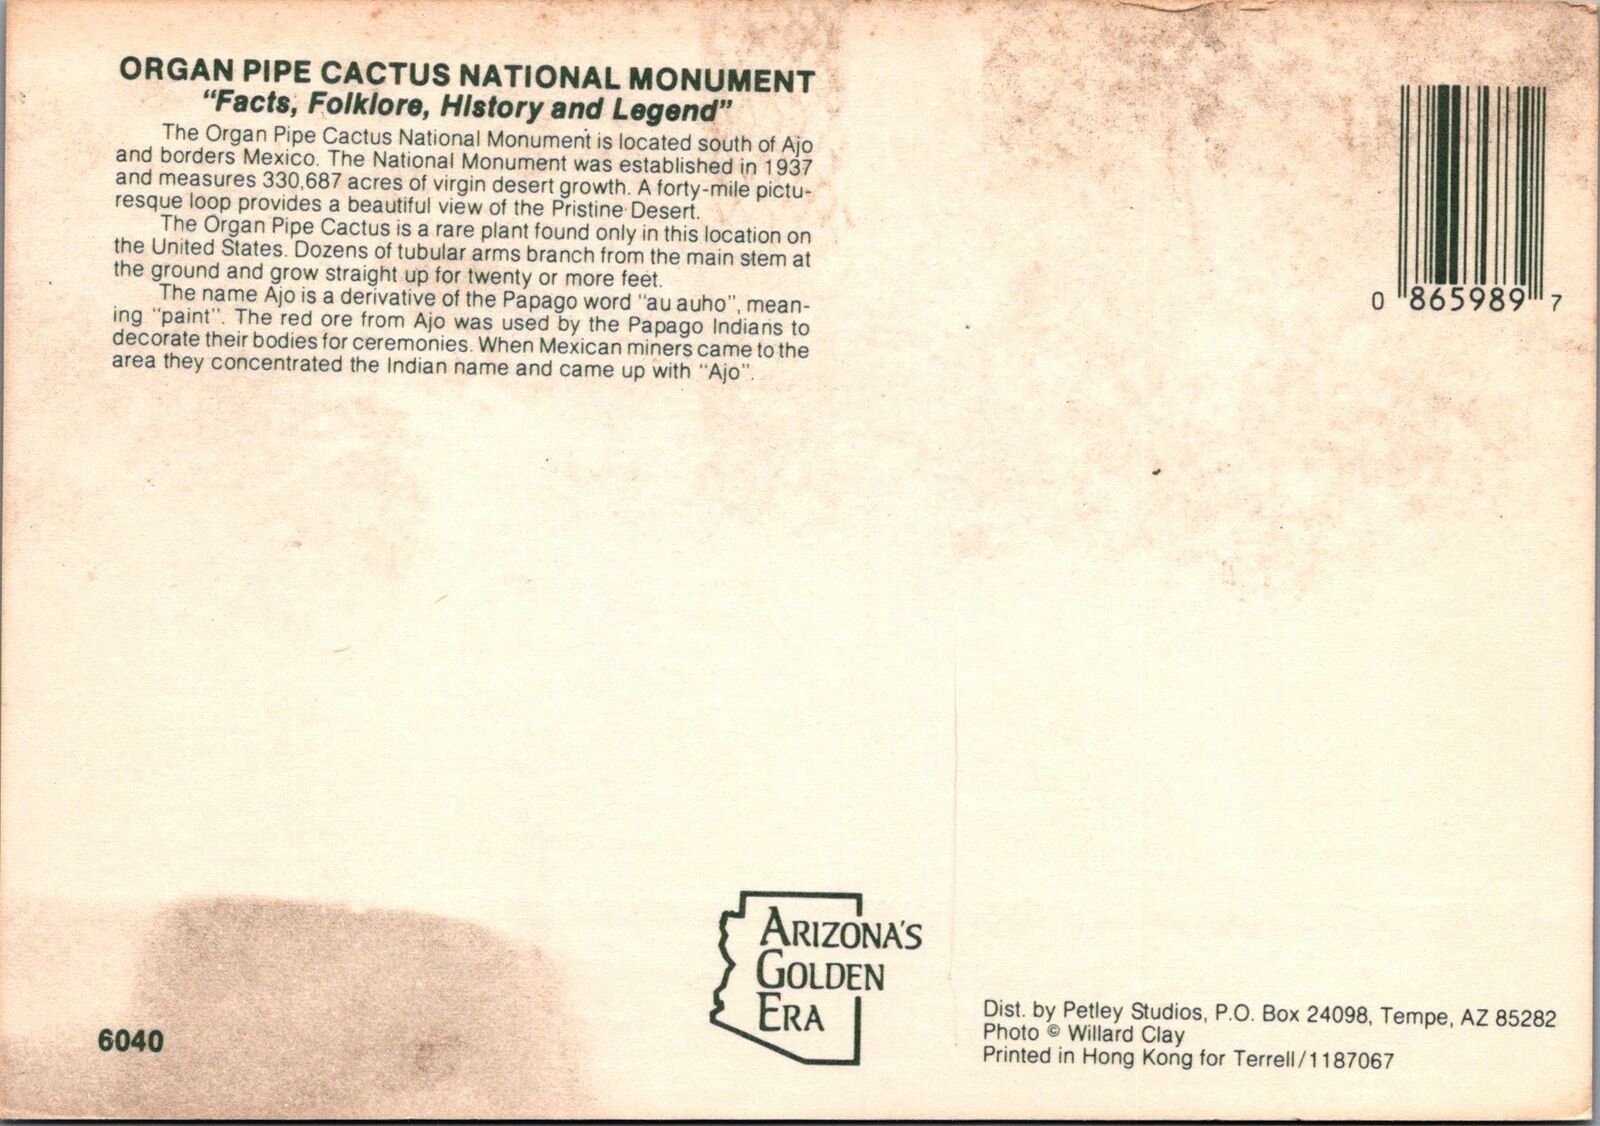 ORGAN PIPE CACTUS NATIONAL MONUMENT
"Facts, Folklore, History and Legend"
The Organ Pipe Cactus National Monument is located south of Ajo
and borders Mexico. The National Monument was established in 1937
and measures 330,687 acres of virgin desert growth. A forty-mile pictu-
resque loop provides a beautiful view of the Pristine Desert.
The Organ Pipe Cactus is a rare plant found only in this location on
the United States. Dozens of tubular arms branch from the main stem at
the ground and grow straight up for twenty or more feet.
The name Ajo is a derivative of the Papago word "au auho", mean-
ing "paint". The red ore from Ajo was used by the Papago Indians to
decorate their bodies for ceremonies. When Mexican miners came to the
area they concentrated the Indian name and came up with "Ajo".
0 865989 7
ARIZONA'S
GOLDEN
ERA
6040
Dist. by Petley Studios, P.O. Box 24098, Tempe, AZ 85282
Photo © Willard Clay
Printed in Hong Kong for Terrell/1187067